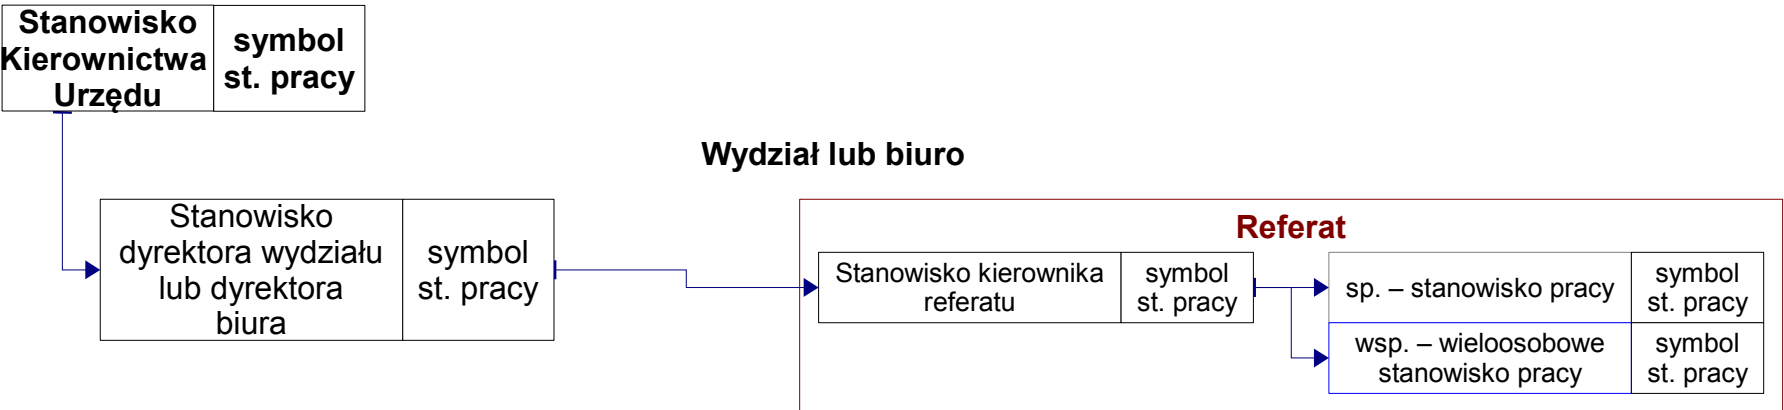 Stanowisko
Kierownictwa
Urzędu
symbol
st. pracy
Wydział lub biuro
Stanowisko
dyrektora wydziału
lub dyrektora
biura
symbol
st. pracy
Referat
Stanowisko kierownika
referatu
symbol
st. pracy
sp. – stanowisko pracy
symbol
st. pracy
wsp. – wieloosobowe
stanowisko pracy
symbol
st. pracy